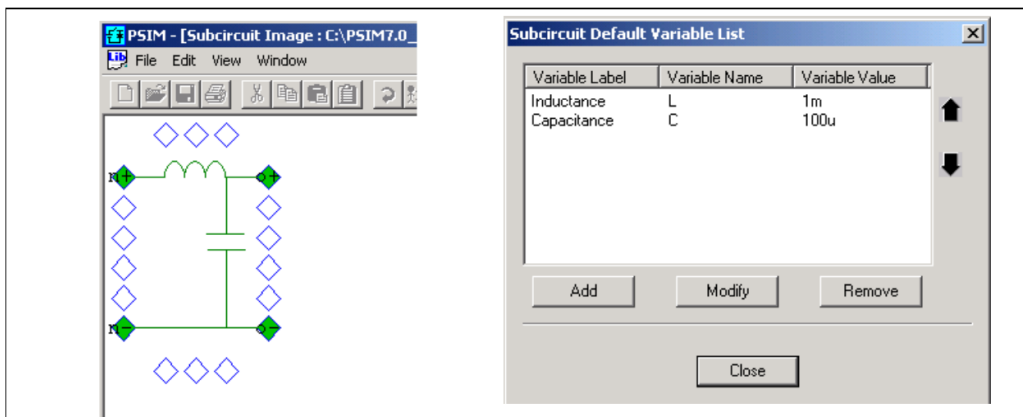 PSIM - [Subcircuit Image : C:\PSIM7.0_
Lib File Edit View Window
+ +
- -
Subcircuit Default Variable List
Variable Label Variable Name Variable Value
Inductance L 1m
Capacitance C 100u
Add Modify Remove
Close